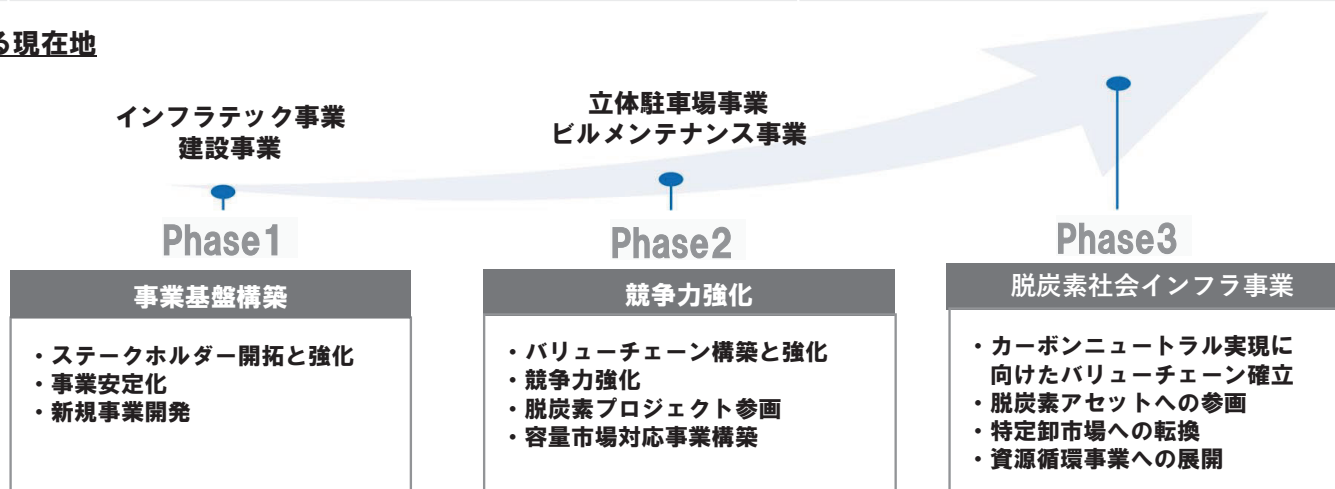 る現在地
インフラテック事業
建設事業
立体駐車場事業
ビルメンテナンス事業
Phase1
Phase2
Phase3
事業基盤構築
・ステークホルダー開拓と強化
・事業安定化
・新規事業開発
競争力強化
・バリューチェーン構築と強化
・競争力強化
・脱炭素プロジェクト参画
・容量市場対応事業構築
脱炭素社会インフラ事業
・カーボンニュートラル実現に
向けたバリューチェーン確立
・脱炭素アセットへの参画
・特定卸市場への転換
・資源循環事業への展開